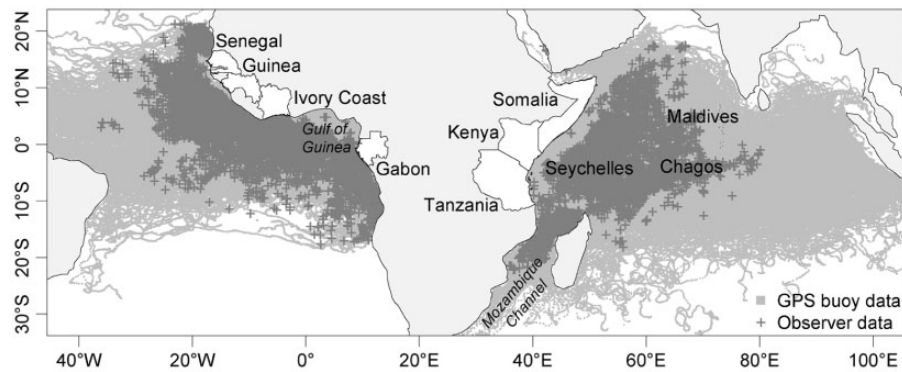 20°N
10°N
0°
10°S
20°S
30°S
Senegal
Guinea
Ivory Coast
Gulf of
Guinea
Gabon
Somalia
Kenya
Tanzania
Seychelles
Maldives
Chagos
Mozambique
Channel
GPS buoy data
Observer data
40°W
20°W
0°
20°E
40°E
60°E
80°E
100°E